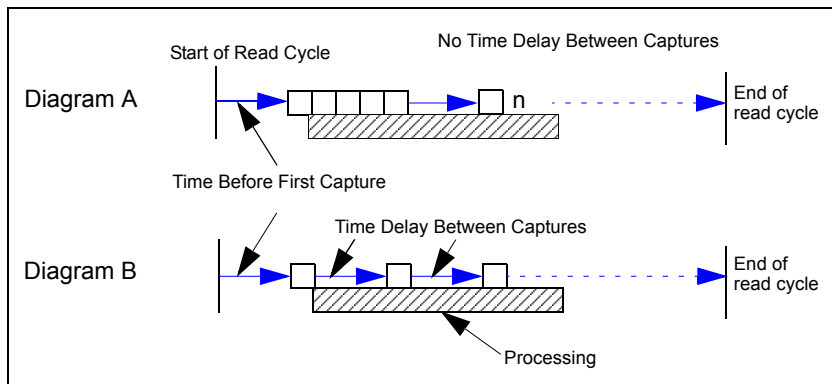 No Time Delay Between Captures
Start of Read Cycle
Diagram A
n
End of
read cycle
Time Before First Capture
Time Delay Between Captures
Diagram B
End of
read cycle
Processing